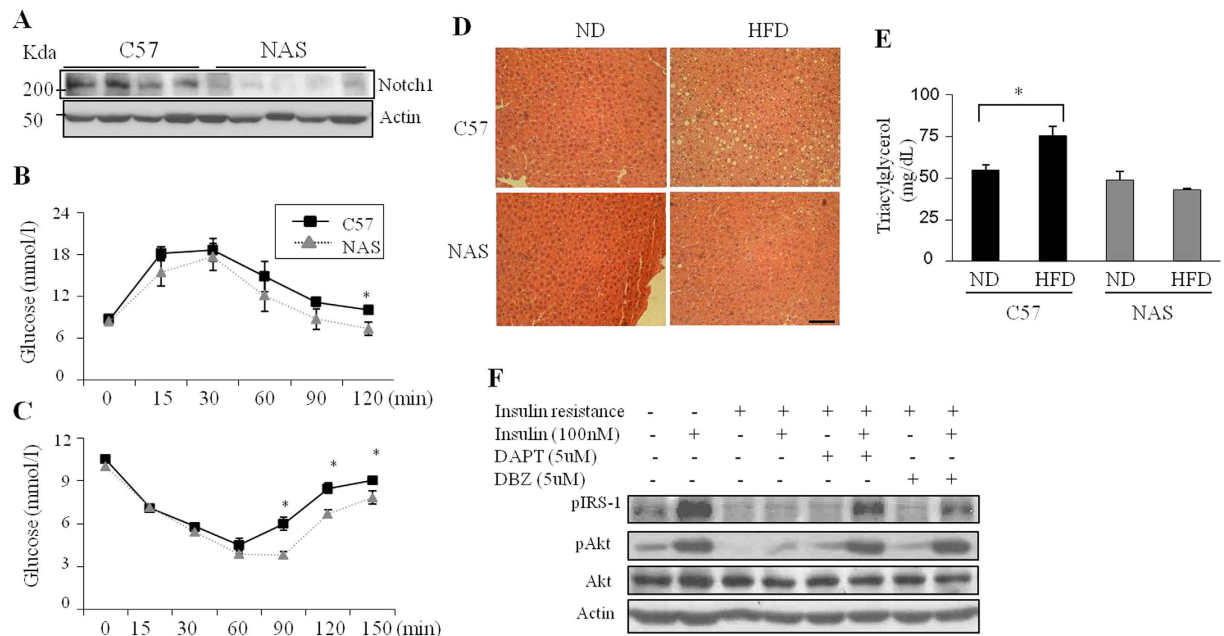 A
Kda
C57
NAS
200
Notch1
50
Actin
B
Glucose (mmol/l)
24
18
12
6
0
C57
NAS
*
0 15 30 60 90 120 (min)
C
Glucose (mmol/l)
12
9
6
3
0
* * *
0 15 30 60 90 120 150 (min)
D
ND HFD
C57
NAS
E
Triacylglycerol
(mg/dL)
100
75
50
25
0
*
ND HFD ND HFD
C57 NAS
F
Insulin resistance - - + + + + + +
Insulin (100nM) - + - + - + - +
DAPT (5uM) - - - - + + - -
DBZ (5uM) - - - - - - + +
pIRS-1
pAkt
Akt
Actin